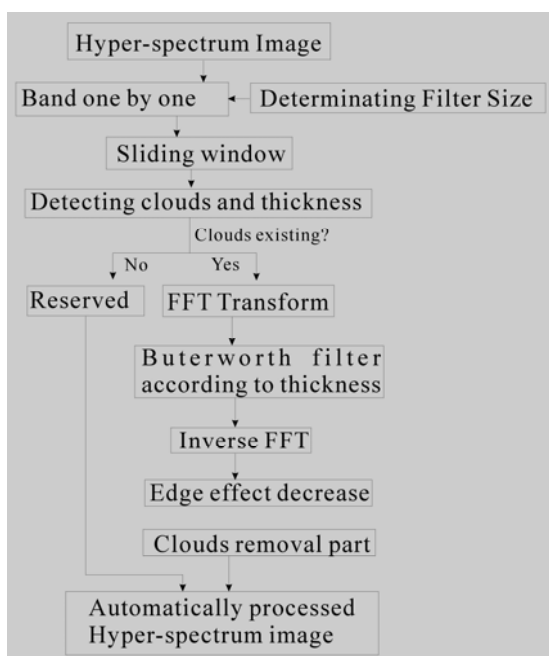 Hyper-spectrum Image
Band one by one
Determinating Filter Size
Sliding window
Detecting clouds and thickness
Clouds existing?
No
Yes
Reserved
FFT Transform
Buterworth filter
according to thickness
Inverse FFT
Edge effect decrease
Clouds removal part
Automatically processed
Hyper-spectrum image